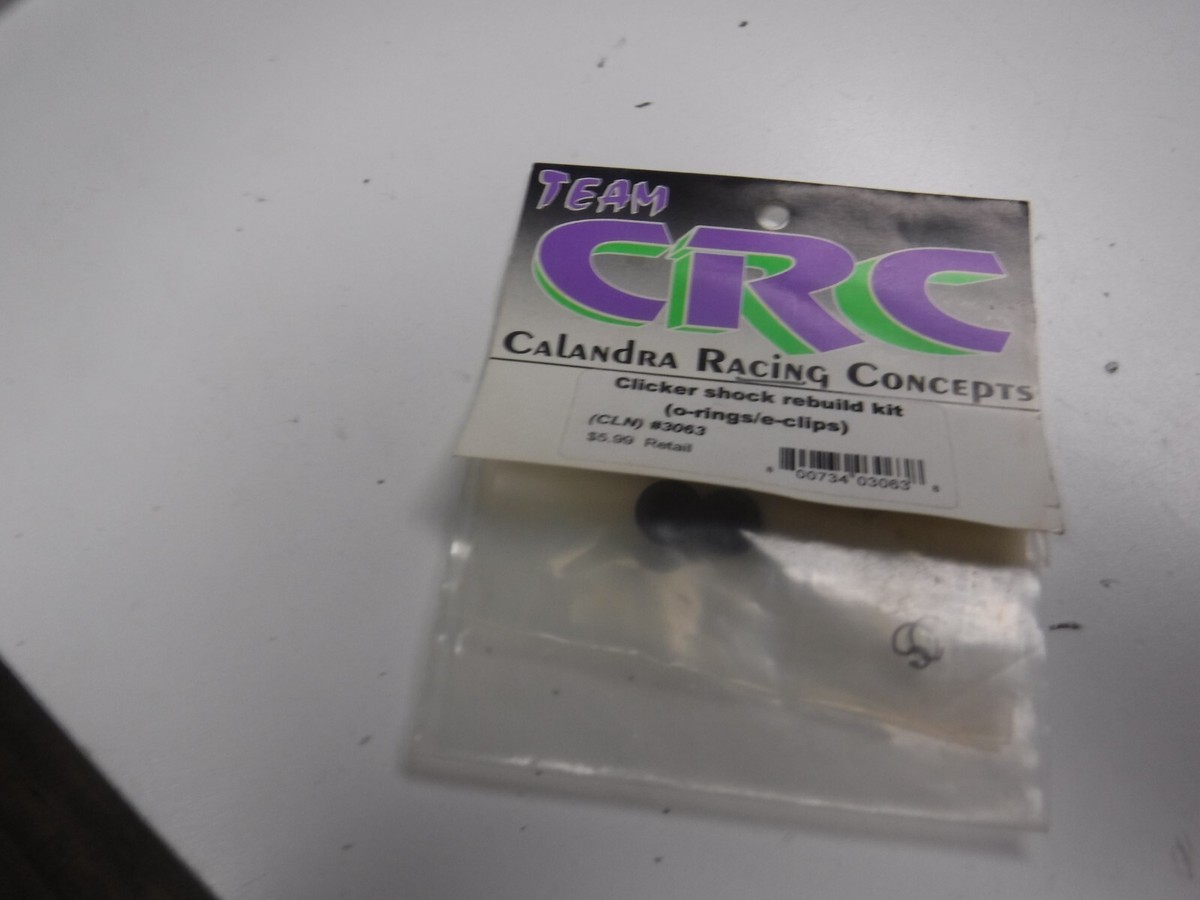 TEAM
CRC
CALANDRA RACING CONCEPTS
Clicker shock rebuild kit
(o-rings/e-clips)
(CLN) #3063
$5.99 Retail
00734 03063